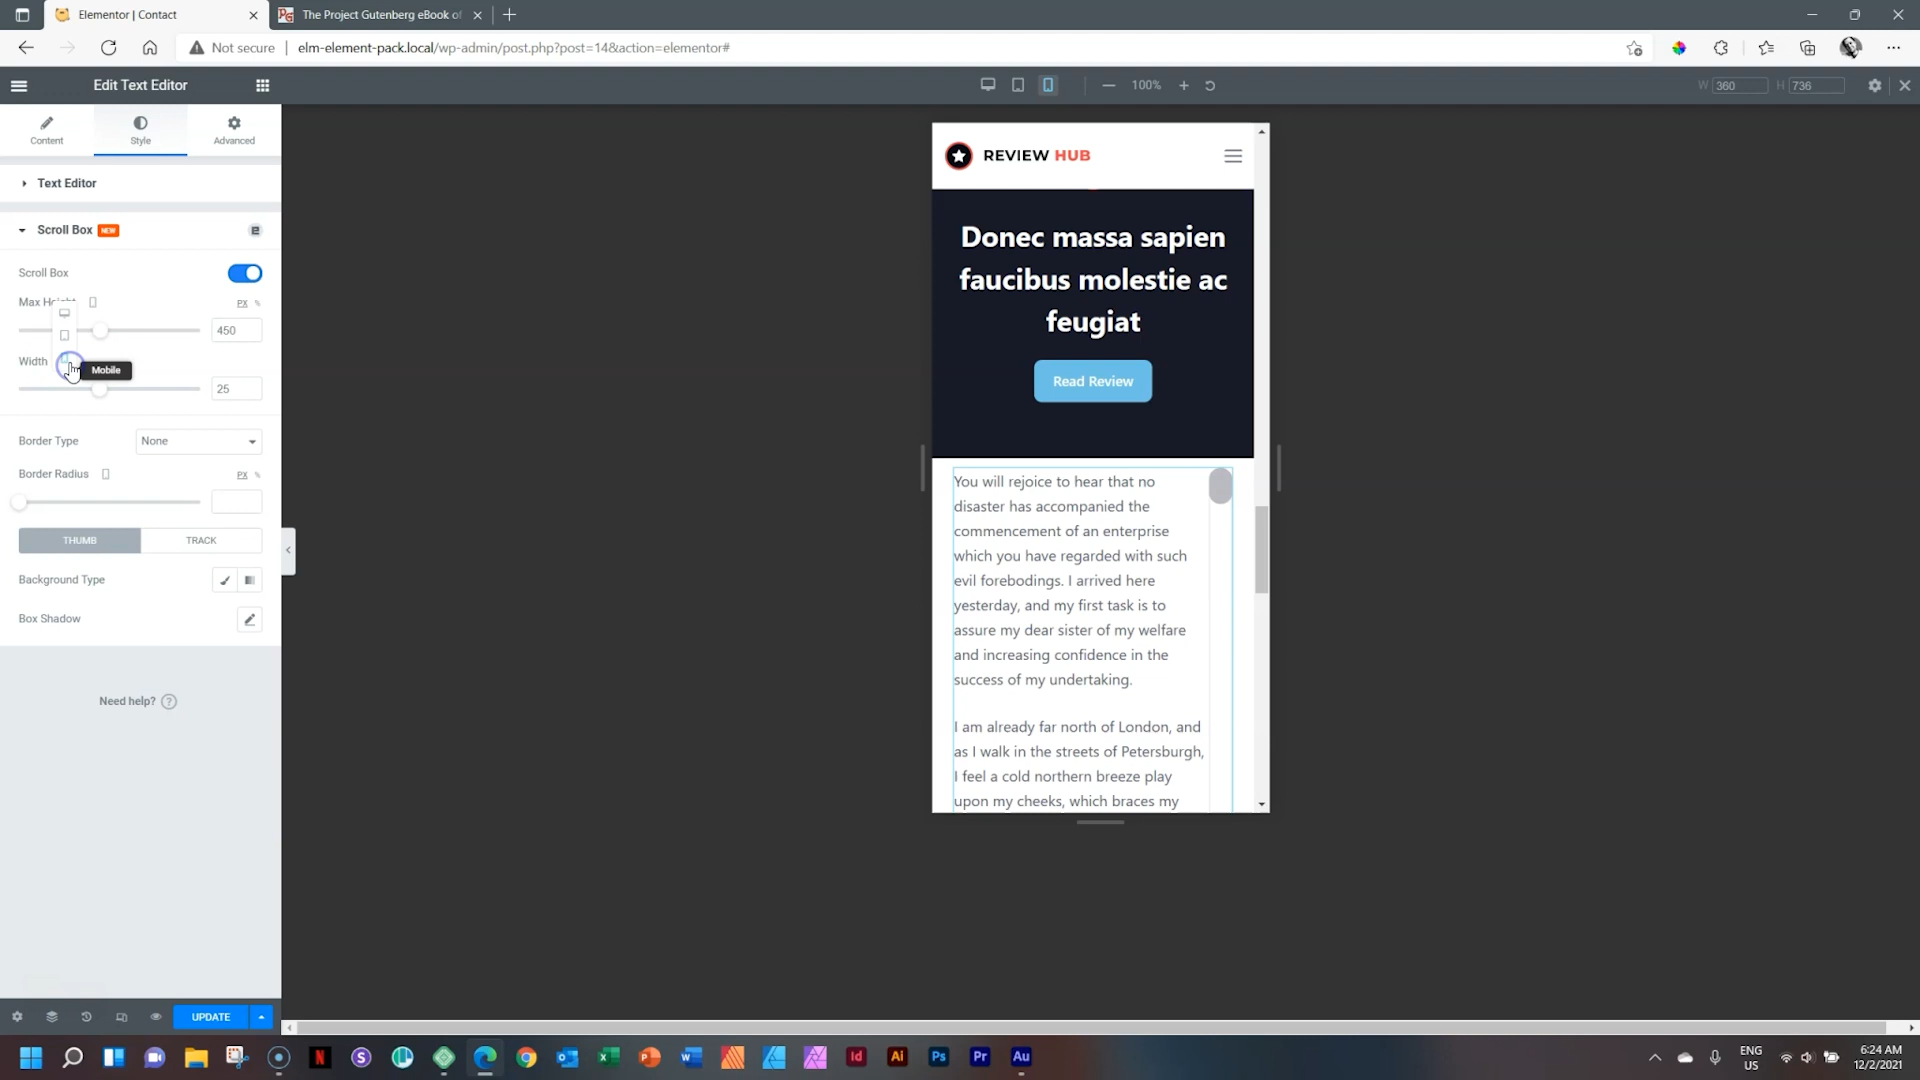 Elementor | Contact
The Project Gutenberg eBook of
Not secure
elm-element-pack.local/wp-admin/post.php?post=14&action=elementor#
Edit Text Editor
100%
W 360
H 736
Content
Style
Advanced
Text Editor
Scroll Box NEW
Scroll Box
Max Height
PX %
450
Width
Mobile
25
Border Type
None
Border Radius
PX %
THUMB
TRACK
Background Type
Box Shadow
Need help? ?
UPDATE
REVIEW HUB
Donec massa sapien
faucibus molestie ac
feugiat
Read Review
You will rejoice to hear that no
disaster has accompanied the
commencement of an enterprise
which you have regarded with such
evil forebodings. I arrived here
yesterday, and my first task is to
assure my dear sister of my welfare
and increasing confidence in the
success of my undertaking.
I am already far north of London, and
as I walk in the streets of Petersburgh,
I feel a cold northern breeze play
upon my cheeks, which braces my
N
S
P
W
Id
Ai
Ps
Pr
Au
ENG
US
6:24 AM
12/2/2021